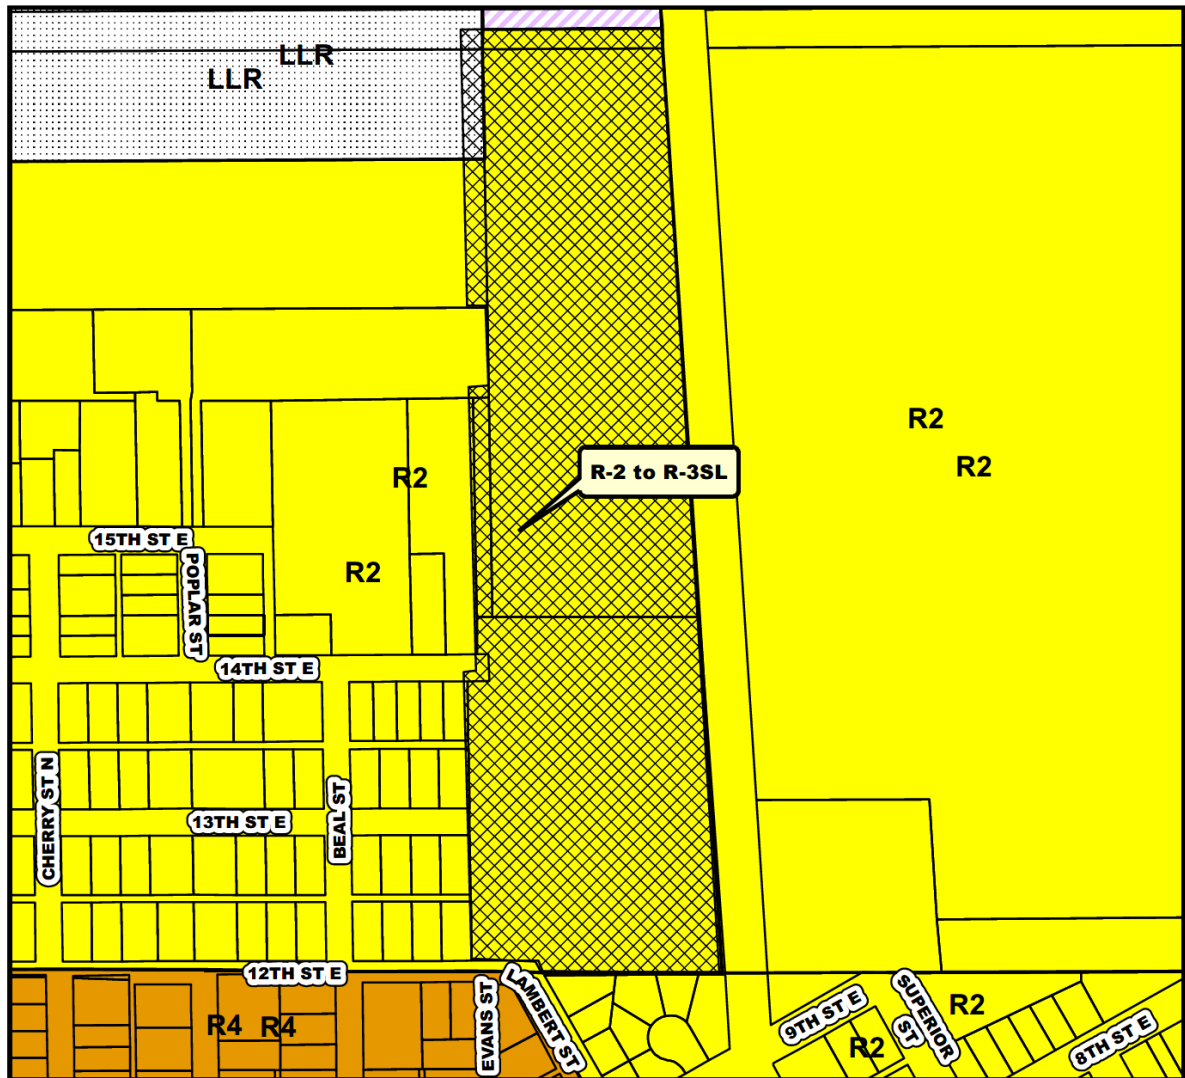 LLR
LLR
R2
R2
R2
R-2 to R-3SL
15TH ST E
POPLAR ST
R2
14TH ST E
CHERRY ST N
BEAL ST
13TH ST E
12TH ST E
EVANS ST
LAMBERT ST
R4 R4
9TH ST E
SUPERIOR ST
R2
R2
8TH ST E